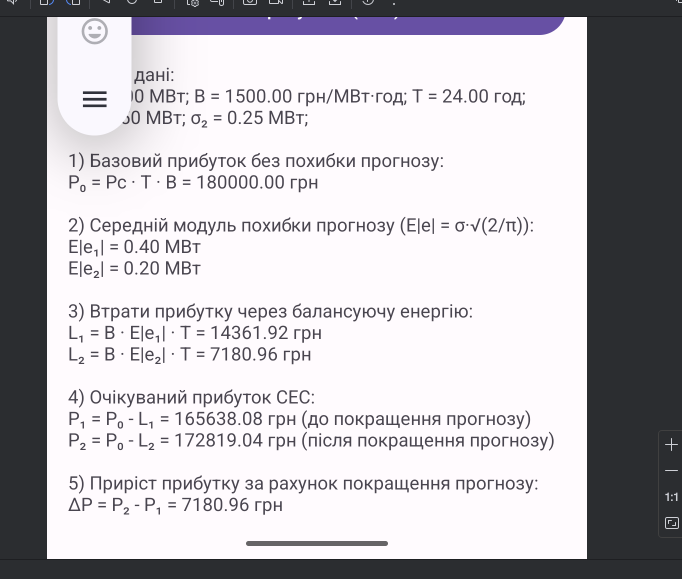 дані:
0 МВт; В = 1500.00 грн/МВт·год; T = 24.00 год;
0 МВт; σ₂ = 0.25 МВт;
1) Базовий прибуток без похибки прогнозу:
P₀ = Pc · T · B = 180000.00 грн
2) Середній модуль похибки прогнозу (E|e| = σ·√(2/π)):
E|e₁| = 0.40 МВт
E|e₂| = 0.20 МВт
3) Втрати прибутку через балансуючу енергію:
L₁ = B · E|e₁| · T = 14361.92 грн
L₂ = B · E|e₂| · T = 7180.96 грн
4) Очікуваний прибуток СЕС:
P₁ = P₀ - L₁ = 165638.08 грн (до покращення прогнозу)
P₂ = P₀ - L₂ = 172819.04 грн (після покращення прогнозу)
5) Приріст прибутку за рахунок покращення прогнозу:
ΔP = P₂ - P₁ = 7180.96 грн
1:1